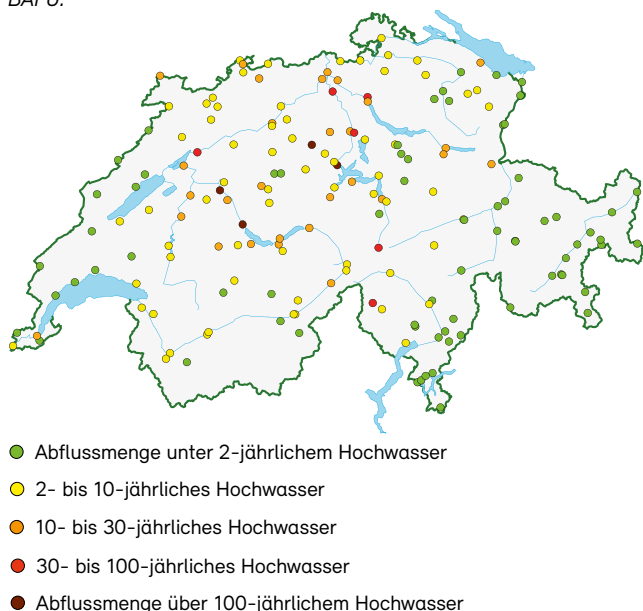 BAFU.
Abflussmenge unter 2-jährlichem Hochwasser
2- bis 10-jährliches Hochwasser
10- bis 30-jährliches Hochwasser
30- bis 100-jährliches Hochwasser
Abflussmenge über 100-jährlichem Hochwasser